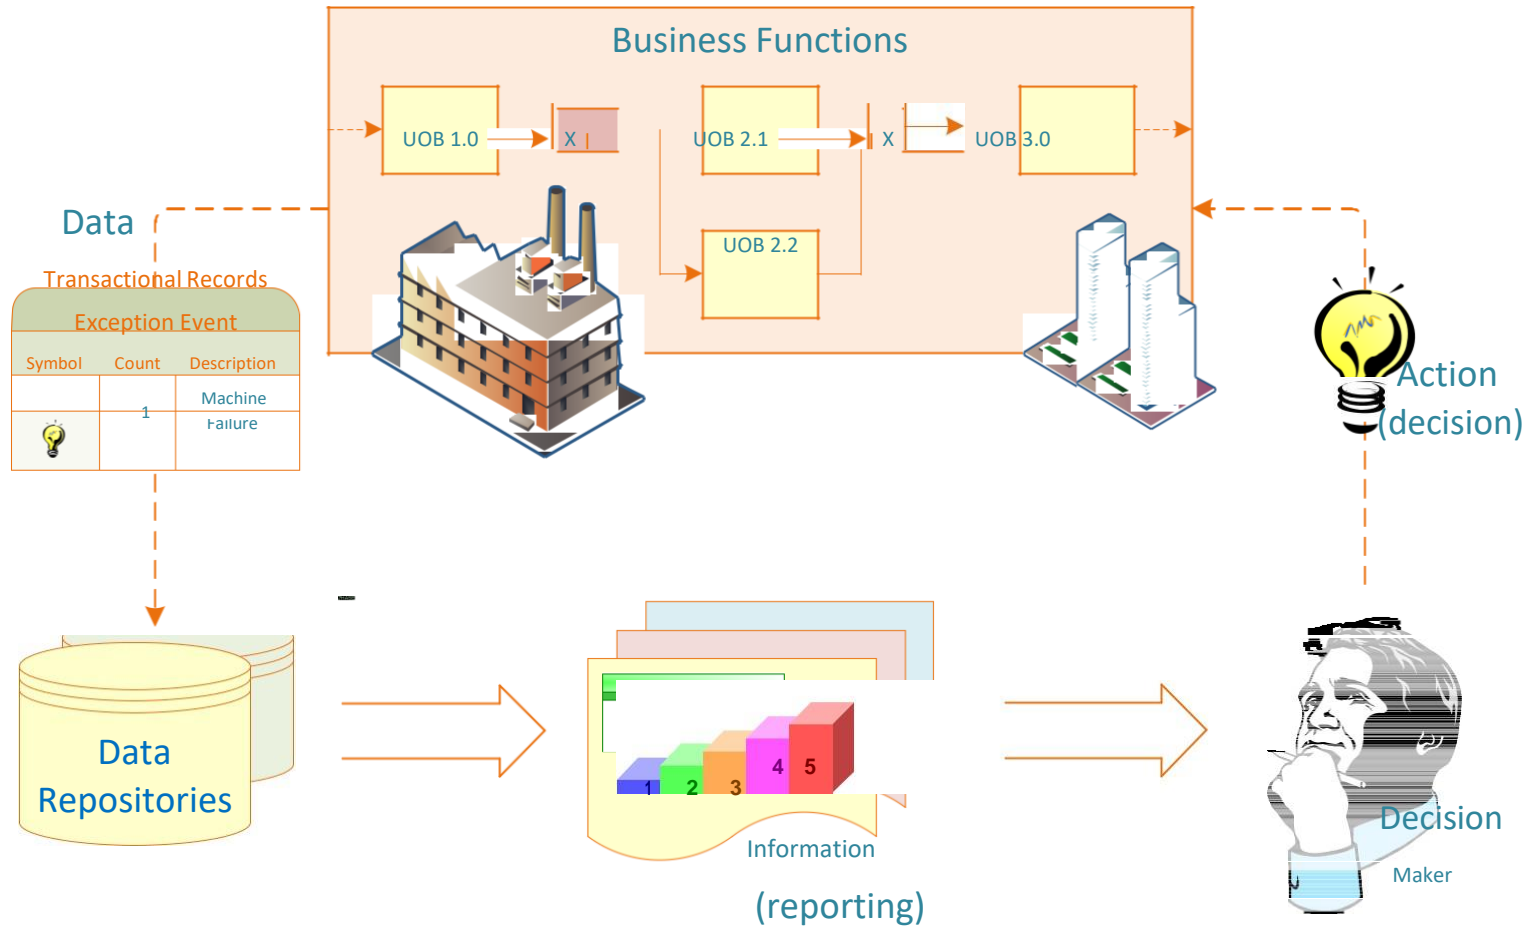 Business Functions
UOB 1.0
X
UOB 2.1
X
UOB 3.0
UOB 2.2
Data
Transactional Records
Exception Event
Symbol Count Description
1
Machine
Failure
Action
(decision)
Data
Repositories
1 2 3 4 5
Information
(reporting)
Decision
Maker